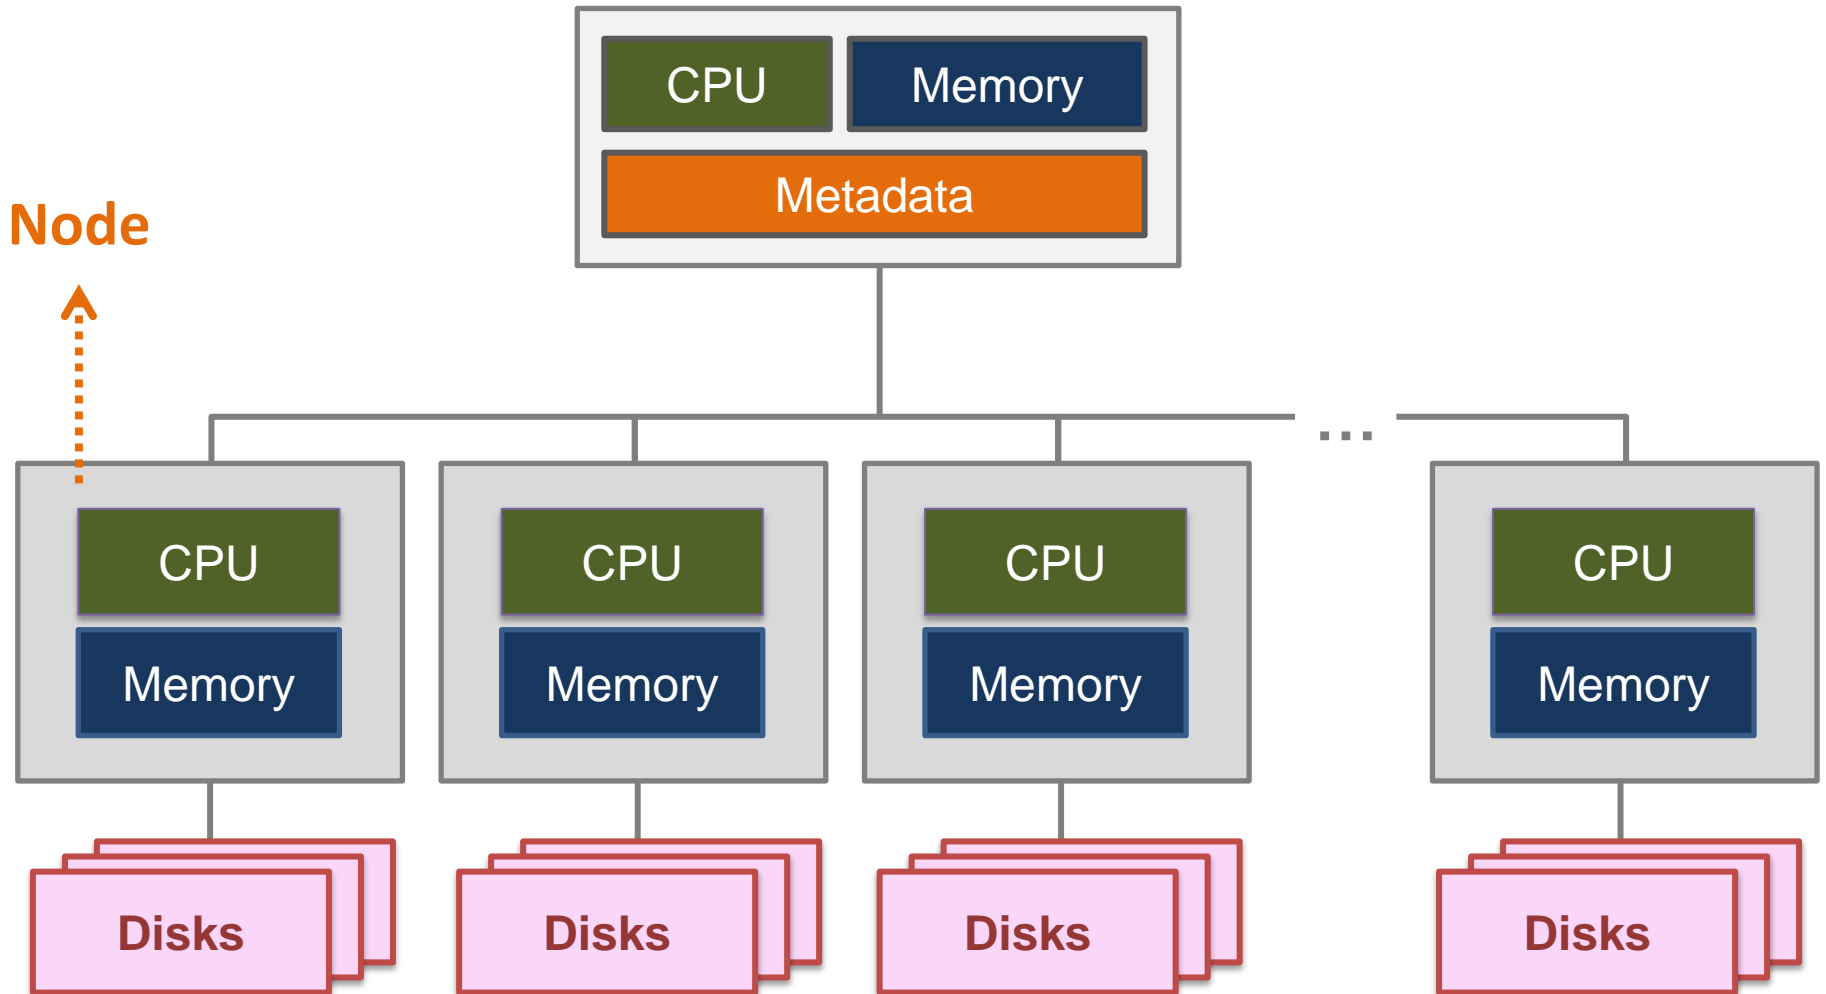 CPU
Memory
Metadata
Node
...
CPU
CPU
CPU
CPU
Memory
Memory
Memory
Memory
Disks
Disks
Disks
Disks